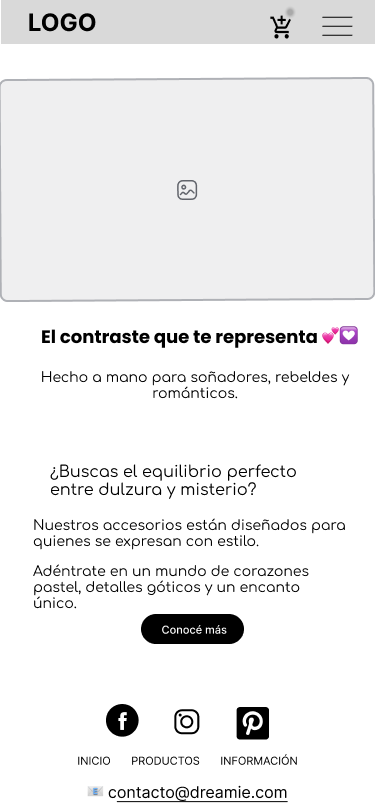 LOGO
El contraste que te representa 💕💟
Hecho a mano para soñadores, rebeldes y
románticos.
¿Buscas el equilibrio perfecto
entre dulzura y misterio?
Nuestros accesorios están diseñados para
quienes se expresan con estilo.
Adéntrate en un mundo de corazones
pastel, detalles góticos y un encanto
único.
Conocé más
INICIO PRODUCTOS INFORMACIÓN
📧 contacto@dreamie.com